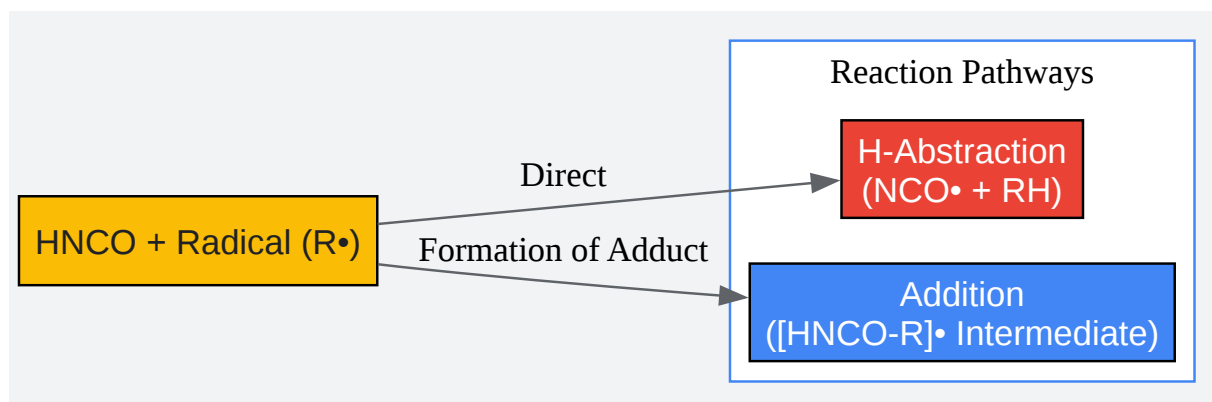 Reaction Pathways
H-Abstraction
(NCO• + RH)
Direct
HNCO + Radical (R•)
Formation of Adduct
Addition
([HNCO-R]• Intermediate)